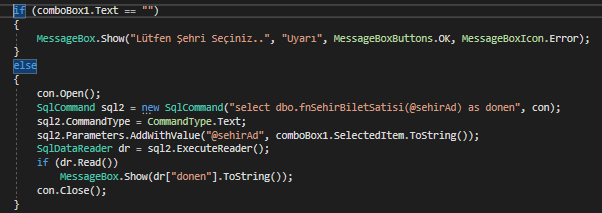 if (comboBox1.Text == "")
{
MessageBox.Show("Lütfen Şehri Seçiniz..", "Uyarı", MessageBoxButtons.OK, MessageBoxIcon.Error);
}
else
{
con.Open();
SqlCommand sql2 = new SqlCommand("select dbo.fnSehirBiletSatisi(@sehirAd) as donen", con);
sql2.CommandType = CommandType.Text;
sql2.Parameters.AddWithValue("@sehirAd", comboBox1.SelectedItem.ToString());
SqlDataReader dr = sql2.ExecuteReader();
if (dr.Read())
MessageBox.Show(dr["donen"].ToString());
con.Close();
}